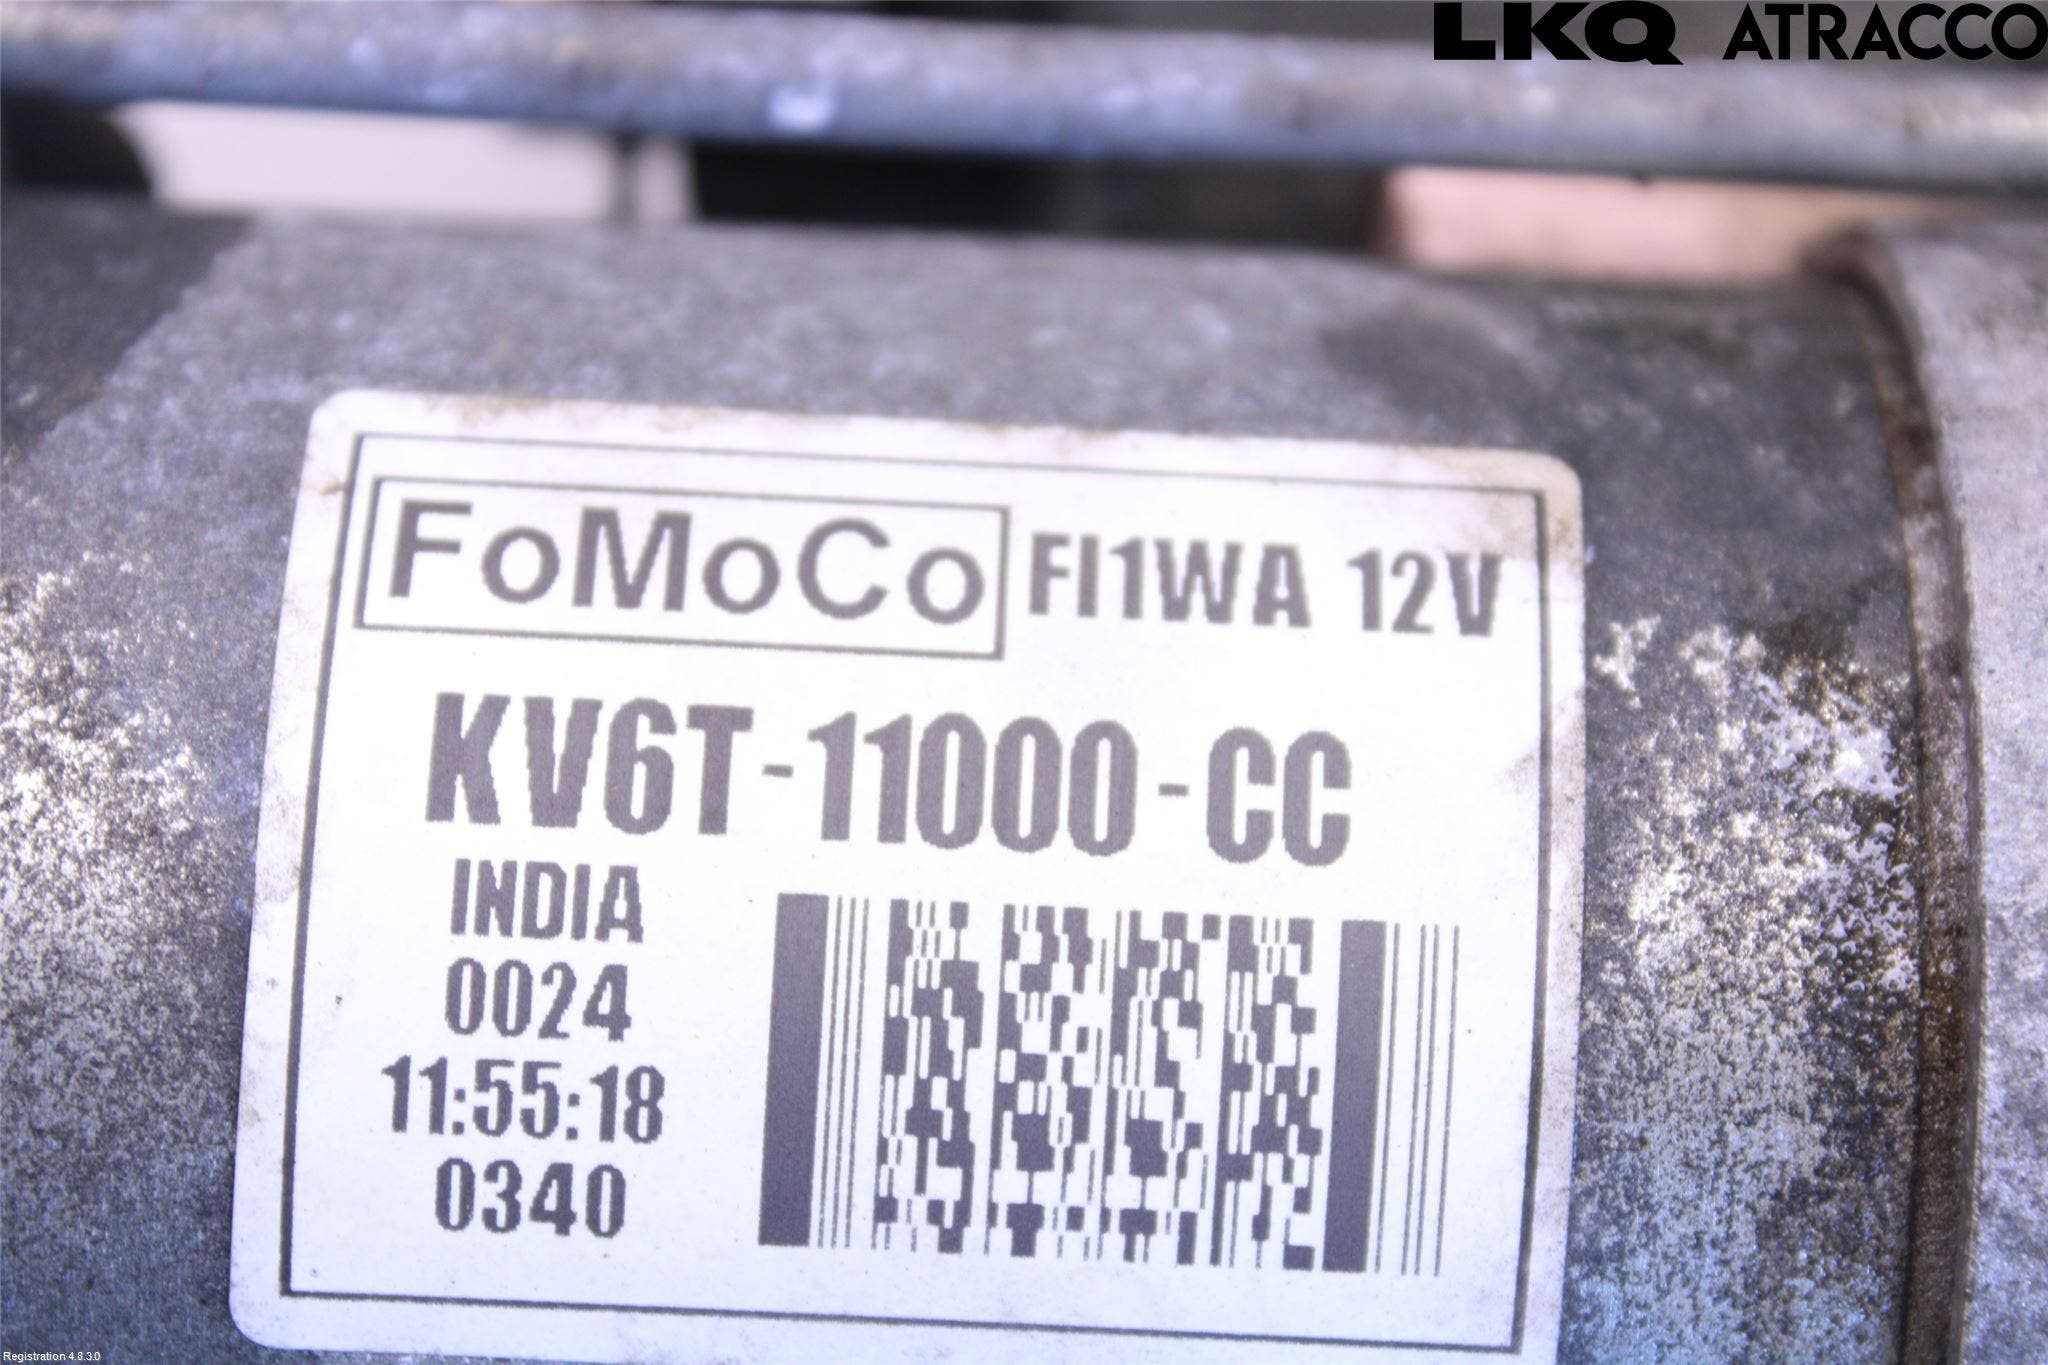 LKQ ATRACCO
FoMoCo FI1WA 12V
KV6T-11000-CC
INDIA
0024
11:55:18
0340
Registration 4.8.3.0